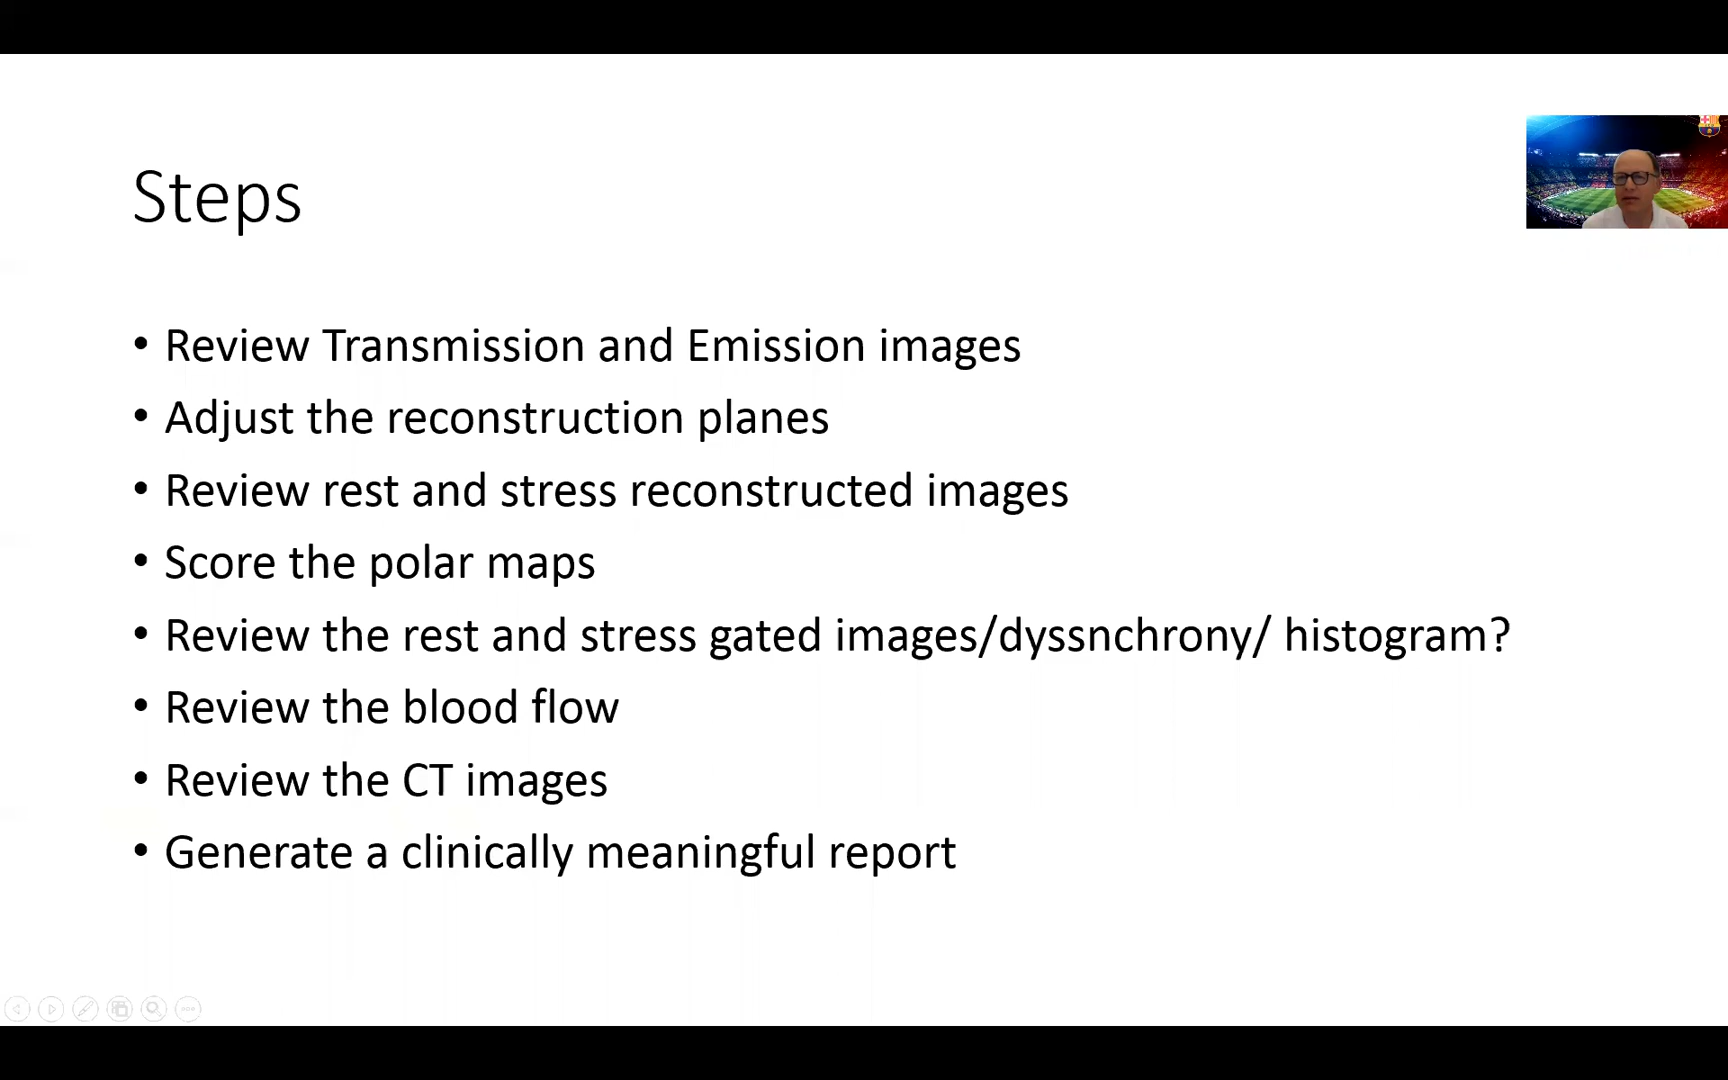 Steps
• Review Transmission and Emission images
• Adjust the reconstruction planes
• Review rest and stress reconstructed images
• Score the polar maps
• Review the rest and stress gated images/dyssnchrony/ histogram?
• Review the blood flow
• Review the CT images
• Generate a clinically meaningful report